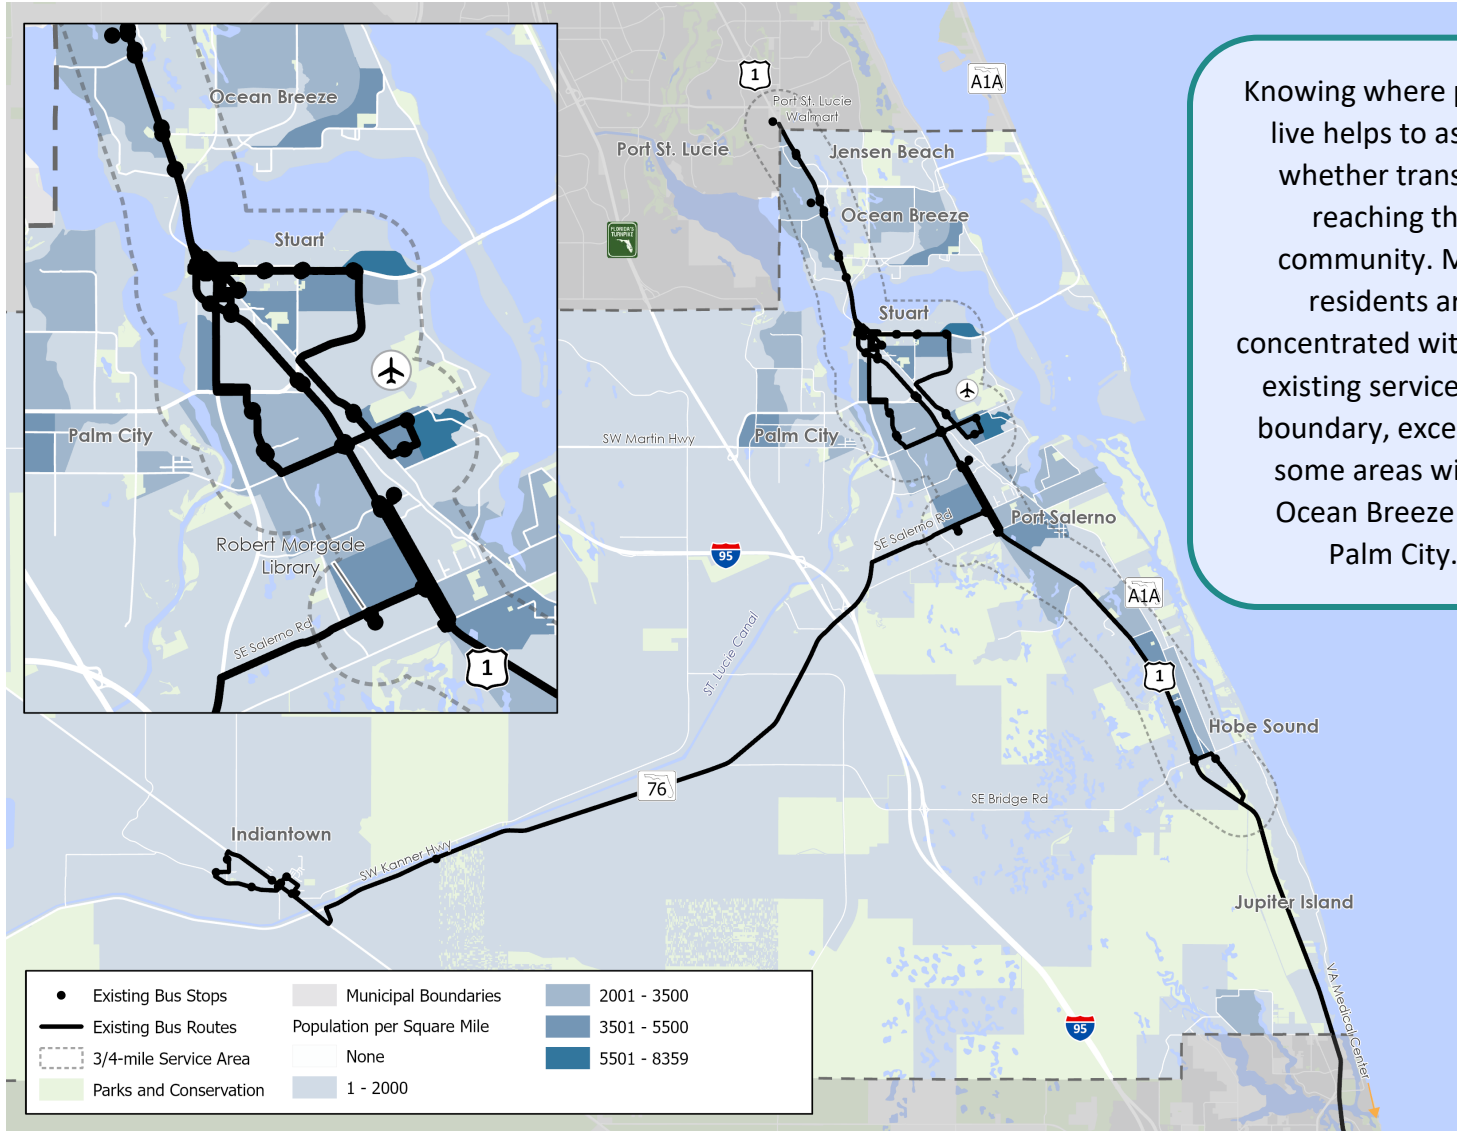 Ocean Breeze
Stuart
Palm City
Robert Morgade
Library
SE Salerno Rd
1
1
Port St. Lucie
Walmart
A1A
Port St. Lucie
Jensen Beach
Ocean Breeze
FLORIDA'S
TURNPIKE
Stuart
SW Martin Hwy
Palm City
SE Salerno Rd
Port Salerno
95
A1A
ST. Lucie Canal
1
Hobe Sound
76
SE Bridge Rd
Indiantown
SW Kanner Hwy
Jupiter Island
VA Medical Center
95
Knowing where p
live helps to as
whether trans
reaching th
community. M
residents ar
concentrated wit
existing service
boundary, exce
some areas wi
Ocean Breeze
Palm City.
Existing Bus Stops
Existing Bus Routes
3/4-mile Service Area
Parks and Conservation
Municipal Boundaries
Population per Square Mile
None
1 - 2000
2001 - 3500
3501 - 5500
5501 - 8359